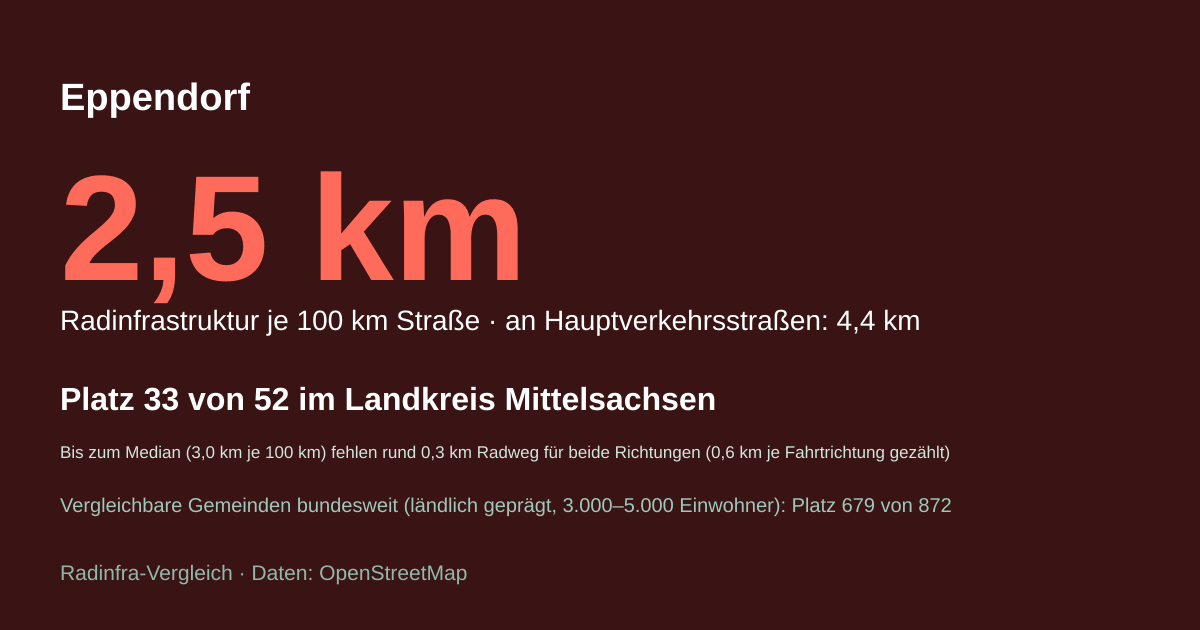 Eppendorf
2,5 km
Radinfrastruktur je 100 km Straße · an Hauptverkehrsstraßen: 4,4 km
Platz 33 von 52 im Landkreis Mittelsachsen
Bis zum Median (3,0 km je 100 km) fehlen rund 0,3 km Radweg für beide Richtungen (0,6 km je Fahrtrichtung gezählt)
Vergleichbare Gemeinden bundesweit (ländlich geprägt, 3.000–5.000 Einwohner): Platz 679 von 872
Radinfra-Vergleich · Daten: OpenStreetMap